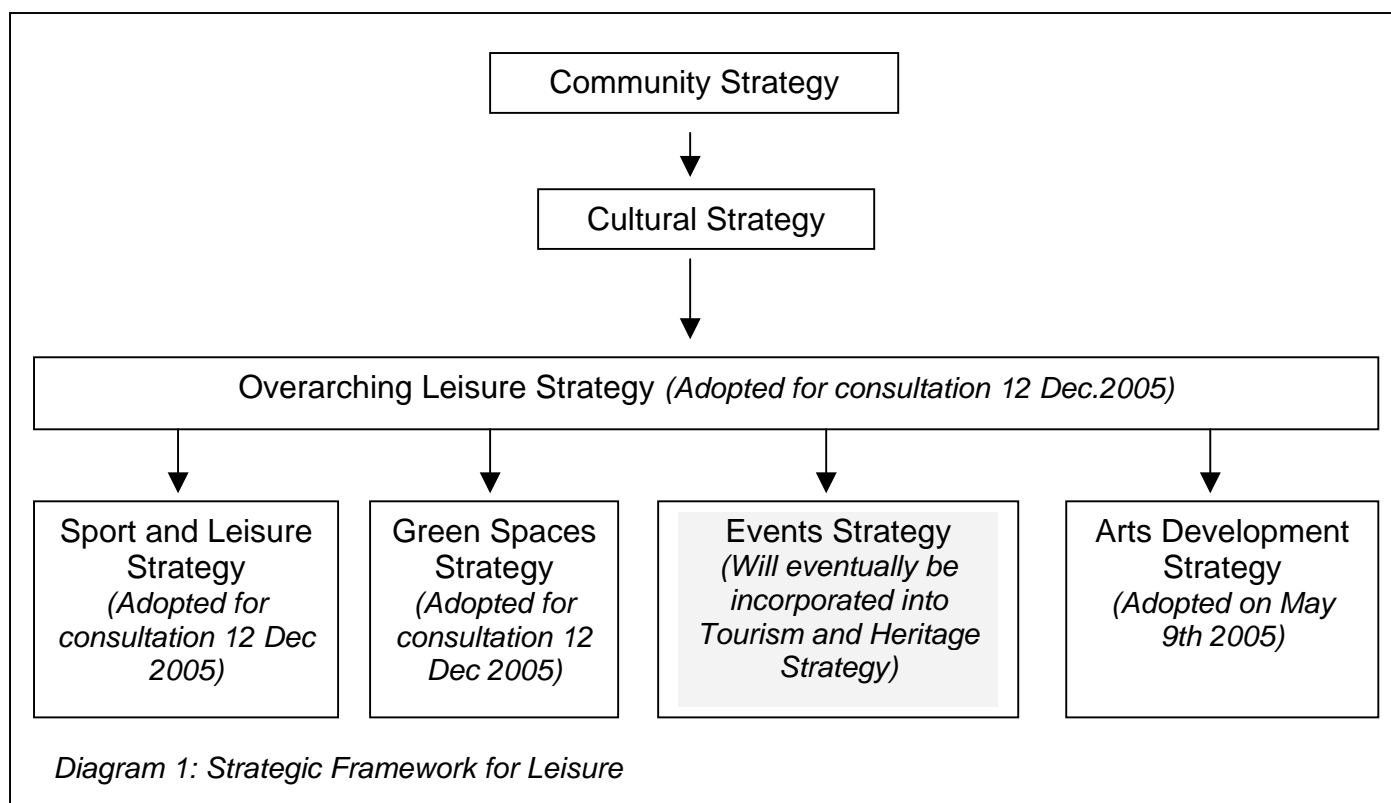 Community Strategy
Cultural Strategy
Overarching Leisure Strategy (Adopted for consultation 12 Dec.2005)
Sport and Leisure
Strategy
(Adopted for
consultation 12 Dec
2005)
Green Spaces
Strategy
(Adopted for
consultation 12
Dec 2005)
Events Strategy
(Will eventually be
incorporated into
Tourism and Heritage
Strategy)
Arts Development
Strategy
(Adopted on May
9th 2005)
Diagram 1: Strategic Framework for Leisure